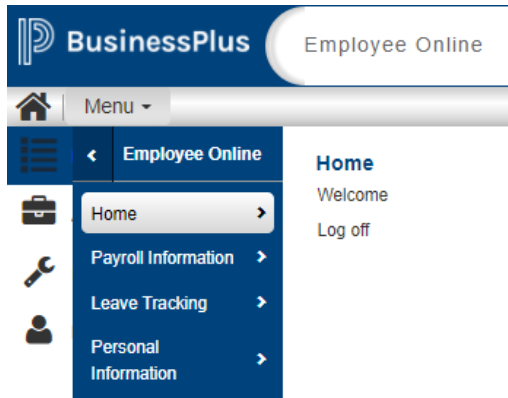 BusinessPlus
Employee Online
Menu
Employee Online
Home
Payroll Information
Leave Tracking
Personal
Information
Home
Welcome
Log off